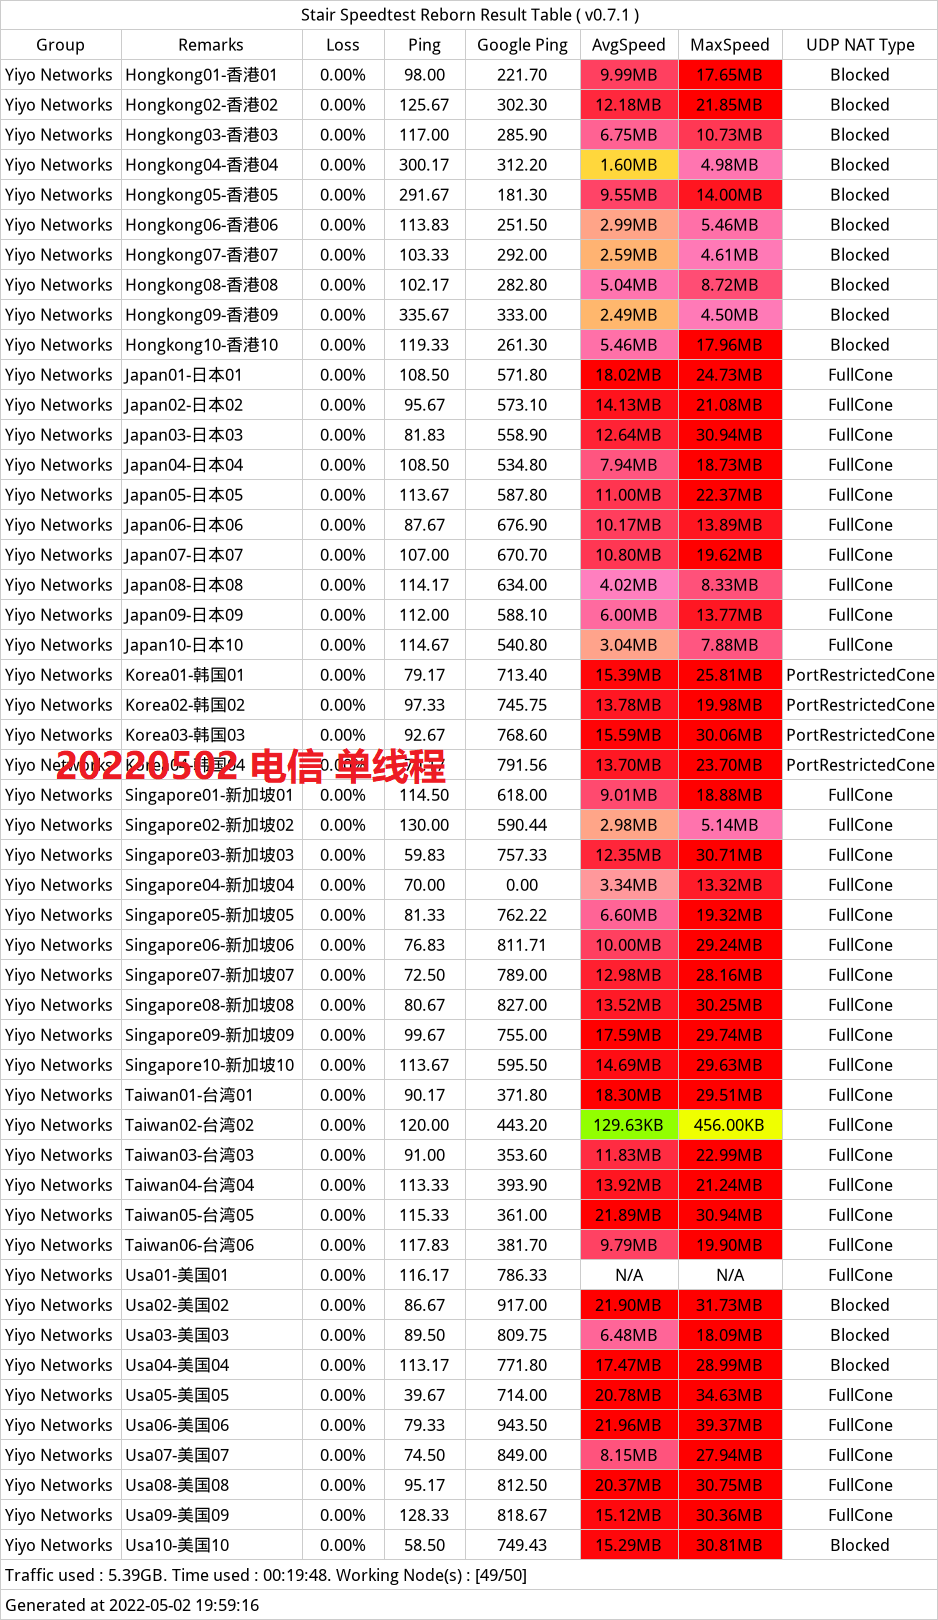 Stair Speedtest Reborn Result Table ( v0.7.1 )
Group Remarks Loss Ping Google Ping AvgSpeed MaxSpeed UDP NAT Type
Yiyo Networks Hongkong01-香港01 0.00% 98.00 221.70 9.99MB 17.65MB Blocked
Yiyo Networks Hongkong02-香港02 0.00% 125.67 302.30 12.18MB 21.85MB Blocked
Yiyo Networks Hongkong03-香港03 0.00% 117.00 285.90 6.75MB 10.73MB Blocked
Yiyo Networks Hongkong04-香港04 0.00% 300.17 312.20 1.60MB 4.98MB Blocked
Yiyo Networks Hongkong05-香港05 0.00% 291.67 181.30 9.55MB 14.00MB Blocked
Yiyo Networks Hongkong06-香港06 0.00% 113.83 251.50 2.99MB 5.46MB Blocked
Yiyo Networks Hongkong07-香港07 0.00% 103.33 292.00 2.59MB 4.61MB Blocked
Yiyo Networks Hongkong08-香港08 0.00% 102.17 282.80 5.04MB 8.72MB Blocked
Yiyo Networks Hongkong09-香港09 0.00% 335.67 333.00 2.49MB 4.50MB Blocked
Yiyo Networks Hongkong10-香港10 0.00% 119.33 261.30 5.46MB 17.96MB Blocked
Yiyo Networks Japan01-日本01 0.00% 108.50 571.80 18.02MB 24.73MB FullCone
Yiyo Networks Japan02-日本02 0.00% 95.67 573.10 14.13MB 21.08MB FullCone
Yiyo Networks Japan03-日本03 0.00% 81.83 558.90 12.64MB 30.94MB FullCone
Yiyo Networks Japan04-日本04 0.00% 108.50 534.80 7.94MB 18.73MB FullCone
Yiyo Networks Japan05-日本05 0.00% 113.67 587.80 11.00MB 22.37MB FullCone
Yiyo Networks Japan06-日本06 0.00% 87.67 676.90 10.17MB 13.89MB FullCone
Yiyo Networks Japan07-日本07 0.00% 107.00 670.70 10.80MB 19.62MB FullCone
Yiyo Networks Japan08-日本08 0.00% 114.17 634.00 4.02MB 8.33MB FullCone
Yiyo Networks Japan09-日本09 0.00% 112.00 588.10 6.00MB 13.77MB FullCone
Yiyo Networks Japan10-日本10 0.00% 114.67 540.80 3.04MB 7.88MB FullCone
Yiyo Networks Korea01-韩国01 0.00% 79.17 713.40 15.39MB 25.81MB PortRestrictedCone
Yiyo Networks Korea02-韩国02 0.00% 97.33 745.75 13.78MB 19.98MB PortRestrictedCone
Yiyo Networks Korea03-韩国03 0.00% 92.67 768.60 15.59MB 30.06MB PortRestrictedCone
Yiyo Networks Korea04-韩国04 0.00% 791.56 13.70MB 23.70MB PortRestrictedCone
20220502 电信 单线程
Yiyo Networks Singapore01-新加坡01 0.00% 114.50 618.00 9.01MB 18.88MB FullCone
Yiyo Networks Singapore02-新加坡02 0.00% 130.00 590.44 2.98MB 5.14MB FullCone
Yiyo Networks Singapore03-新加坡03 0.00% 59.83 757.33 12.35MB 30.71MB FullCone
Yiyo Networks Singapore04-新加坡04 0.00% 70.00 0.00 3.34MB 13.32MB FullCone
Yiyo Networks Singapore05-新加坡05 0.00% 81.33 762.22 6.60MB 19.32MB FullCone
Yiyo Networks Singapore06-新加坡06 0.00% 76.83 811.71 10.00MB 29.24MB FullCone
Yiyo Networks Singapore07-新加坡07 0.00% 72.50 789.00 12.98MB 28.16MB FullCone
Yiyo Networks Singapore08-新加坡08 0.00% 80.67 827.00 13.52MB 30.25MB FullCone
Yiyo Networks Singapore09-新加坡09 0.00% 99.67 755.00 17.59MB 29.74MB FullCone
Yiyo Networks Singapore10-新加坡10 0.00% 113.67 595.50 14.69MB 29.63MB FullCone
Yiyo Networks Taiwan01-台湾01 0.00% 90.17 371.80 18.30MB 29.51MB FullCone
Yiyo Networks Taiwan02-台湾02 0.00% 120.00 443.20 129.63KB 456.00KB FullCone
Yiyo Networks Taiwan03-台湾03 0.00% 91.00 353.60 11.83MB 22.99MB FullCone
Yiyo Networks Taiwan04-台湾04 0.00% 113.33 393.90 13.92MB 21.24MB FullCone
Yiyo Networks Taiwan05-台湾05 0.00% 115.33 361.00 21.89MB 30.94MB FullCone
Yiyo Networks Taiwan06-台湾06 0.00% 117.83 381.70 9.79MB 19.90MB FullCone
Yiyo Networks Usa01-美国01 0.00% 116.17 786.33 N/A N/A FullCone
Yiyo Networks Usa02-美国02 0.00% 86.67 917.00 21.90MB 31.73MB Blocked
Yiyo Networks Usa03-美国03 0.00% 89.50 809.75 6.48MB 18.09MB Blocked
Yiyo Networks Usa04-美国04 0.00% 113.17 771.80 17.47MB 28.99MB Blocked
Yiyo Networks Usa05-美国05 0.00% 39.67 714.00 20.78MB 34.63MB FullCone
Yiyo Networks Usa06-美国06 0.00% 79.33 943.50 21.96MB 39.37MB FullCone
Yiyo Networks Usa07-美国07 0.00% 74.50 849.00 8.15MB 27.94MB FullCone
Yiyo Networks Usa08-美国08 0.00% 95.17 812.50 20.37MB 30.75MB FullCone
Yiyo Networks Usa09-美国09 0.00% 128.33 818.67 15.12MB 30.36MB FullCone
Yiyo Networks Usa10-美国10 0.00% 58.50 749.43 15.29MB 30.81MB Blocked
Traffic used : 5.39GB. Time used : 00:19:48. Working Node(s) : [49/50]
Generated at 2022-05-02 19:59:16